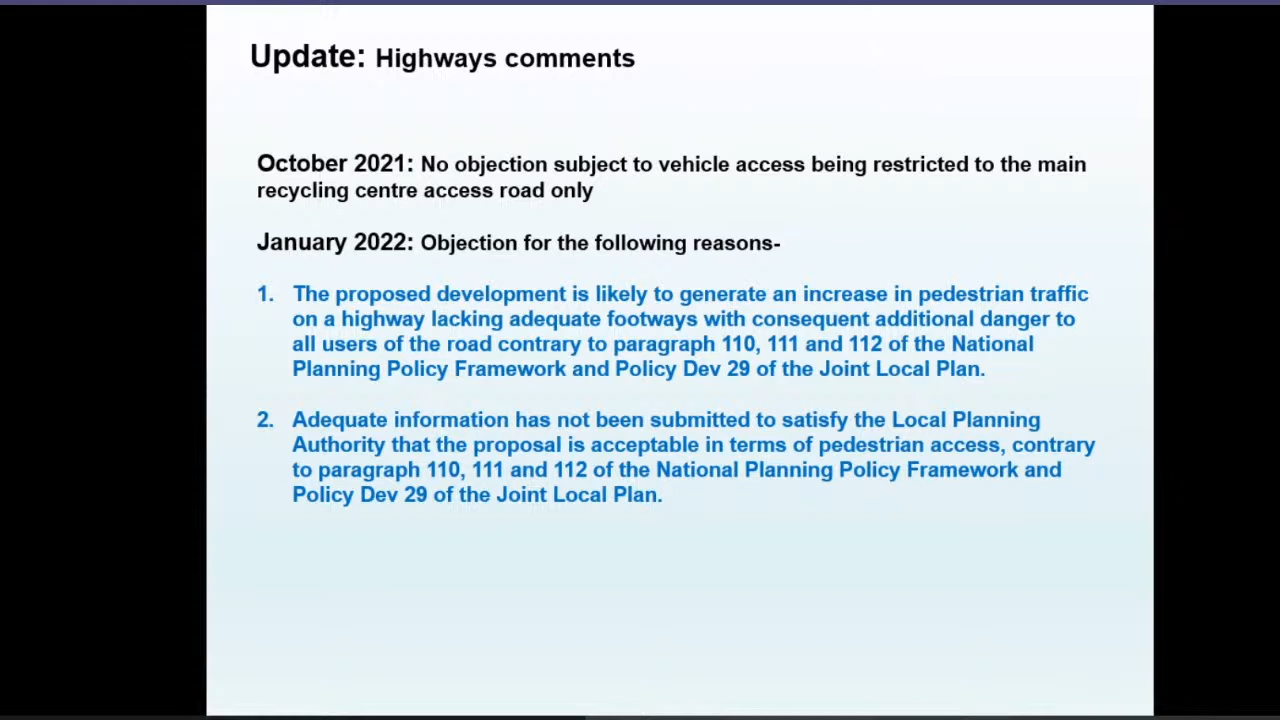 Update: Highways comments
October 2021: No objection subject to vehicle access being restricted to the main
recycling centre access road only
January 2022: Objection for the following reasons-
1. The proposed development is likely to generate an increase in pedestrian traffic
on a highway lacking adequate footways with consequent additional danger to
all users of the road contrary to paragraph 110, 111 and 112 of the National
Planning Policy Framework and Policy Dev 29 of the Joint Local Plan.
2. Adequate information has not been submitted to satisfy the Local Planning
Authority that the proposal is acceptable in terms of pedestrian access, contrary
to paragraph 110, 111 and 112 of the National Planning Policy Framework and
Policy Dev 29 of the Joint Local Plan.